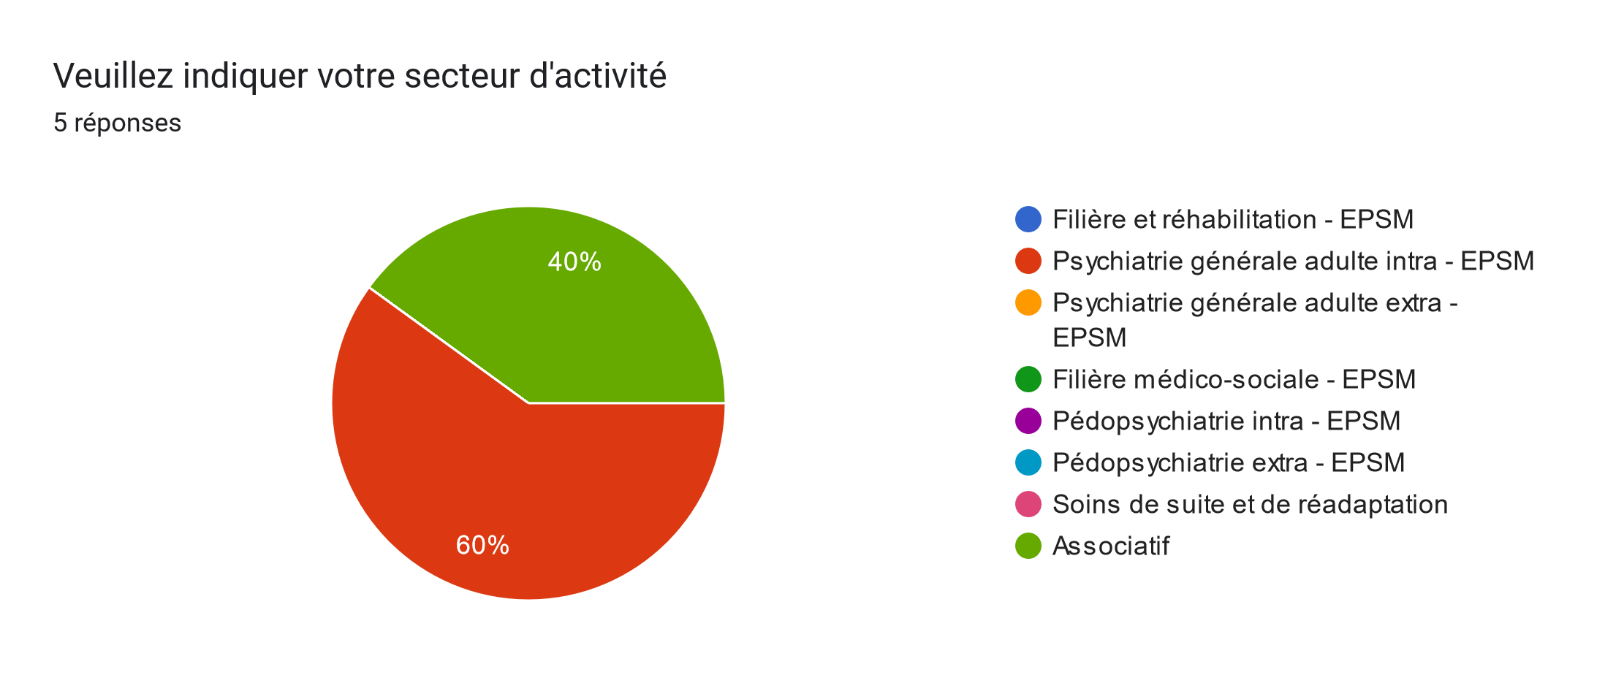 Veuillez indiquer votre secteur d'activité
5 réponses
40%
60%
Filière et réhabilitation - EPSM
Psychiatrie générale adulte intra - EPSM
Psychiatrie générale adulte extra -
EPSM
Filière médico-sociale - EPSM
Pédopsychiatrie intra - EPSM
Pédopsychiatrie extra - EPSM
Soins de suite et de réadaptation
Associatif